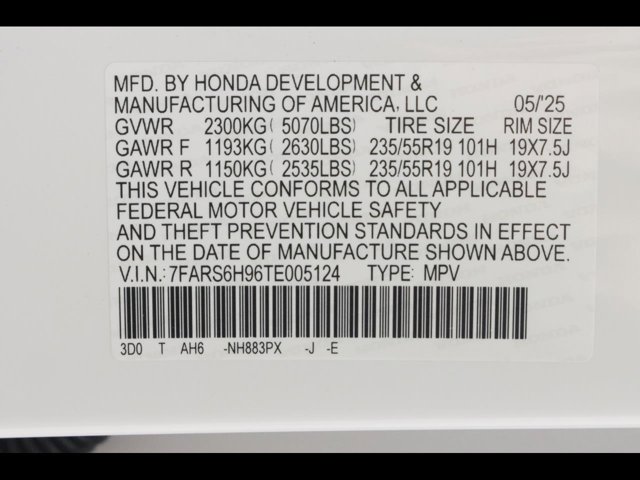 MFD. BY HONDA DEVELOPMENT &
MANUFACTURING OF AMERICA, LLC 05/'25
GVWR 2300KG( 5070LBS) TIRE SIZE RIM SIZE
GAWR F 1193KG( 2630LBS) 235/55R19 101H 19X7.5J
GAWR R 1150KG( 2535LBS) 235/55R19 101H 19X7.5J
THIS VEHICLE CONFORMS TO ALL APPLICABLE
FEDERAL MOTOR VEHICLE SAFETY
AND THEFT PREVENTION STANDARDS IN EFFECT
ON THE DATE OF MANUFACTURE SHOWN ABOVE.
V.I.N.:7FARS6H96TE005124 TYPE: MPV
3D0 T AH6 -NH883PX -J -E